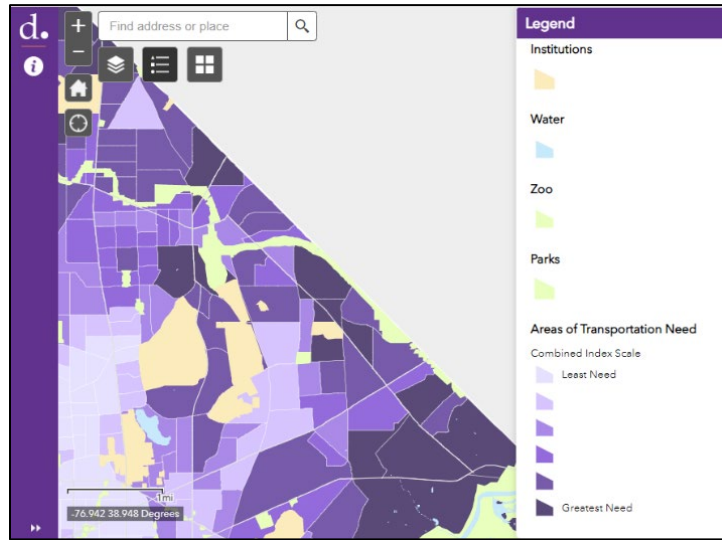 d.
Find address or place
Legend
Institutions
Water
Zoo
Parks
Areas of Transportation Need
Combined Index Scale
Least Need
Greatest Need
1mi
-76.942 38.948 Degrees